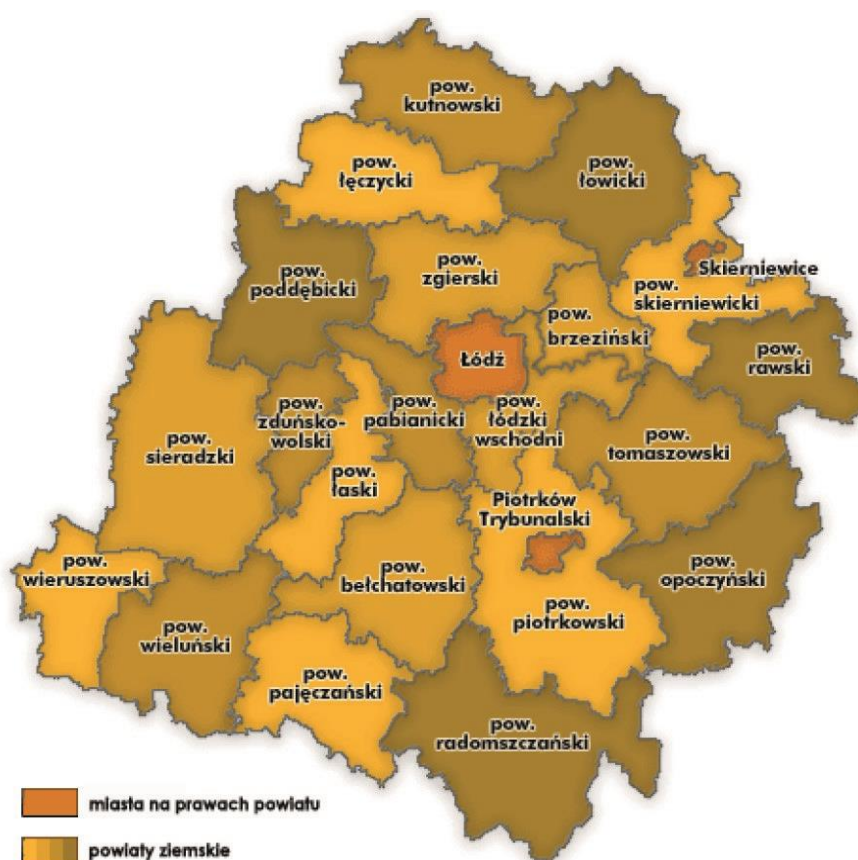 pow.
kutnowski
pow.
łęczycki
pow.
łowicki
pow.
poddębicki
pow.
zgierski
Skierniewice
pow.
skierniewicki
pow.
brzeziński
Łódź
pow.
rawski
pow.
sieradzki
pow.
zduńsko-
wolski
pow.
pabianicki
pow.
łódzki
wschodni
pow.
tomaszowski
pow.
łaski
Piotrków
Trybunalski
pow.
wieruszowski
pow.
bełchatowski
pow.
opoczyński
pow.
wieluński
pow.
piotrkowski
pow.
pajęczański
pow.
radomszczański
miasta na prawach powiatu
powiaty ziemskie